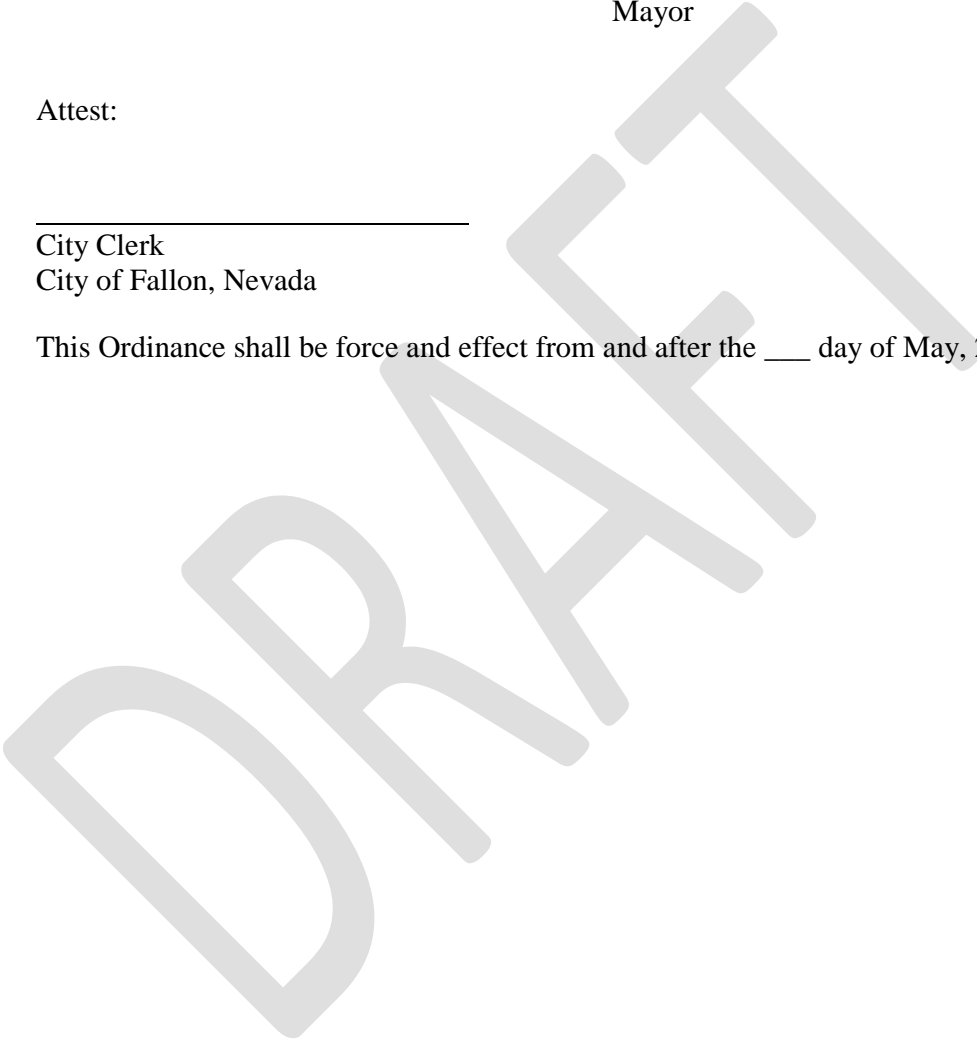 Mayor
Attest:
City Clerk
City of Fallon, Nevada
This Ordinance shall be force and effect from and after the ___ day of May,
DRAFT